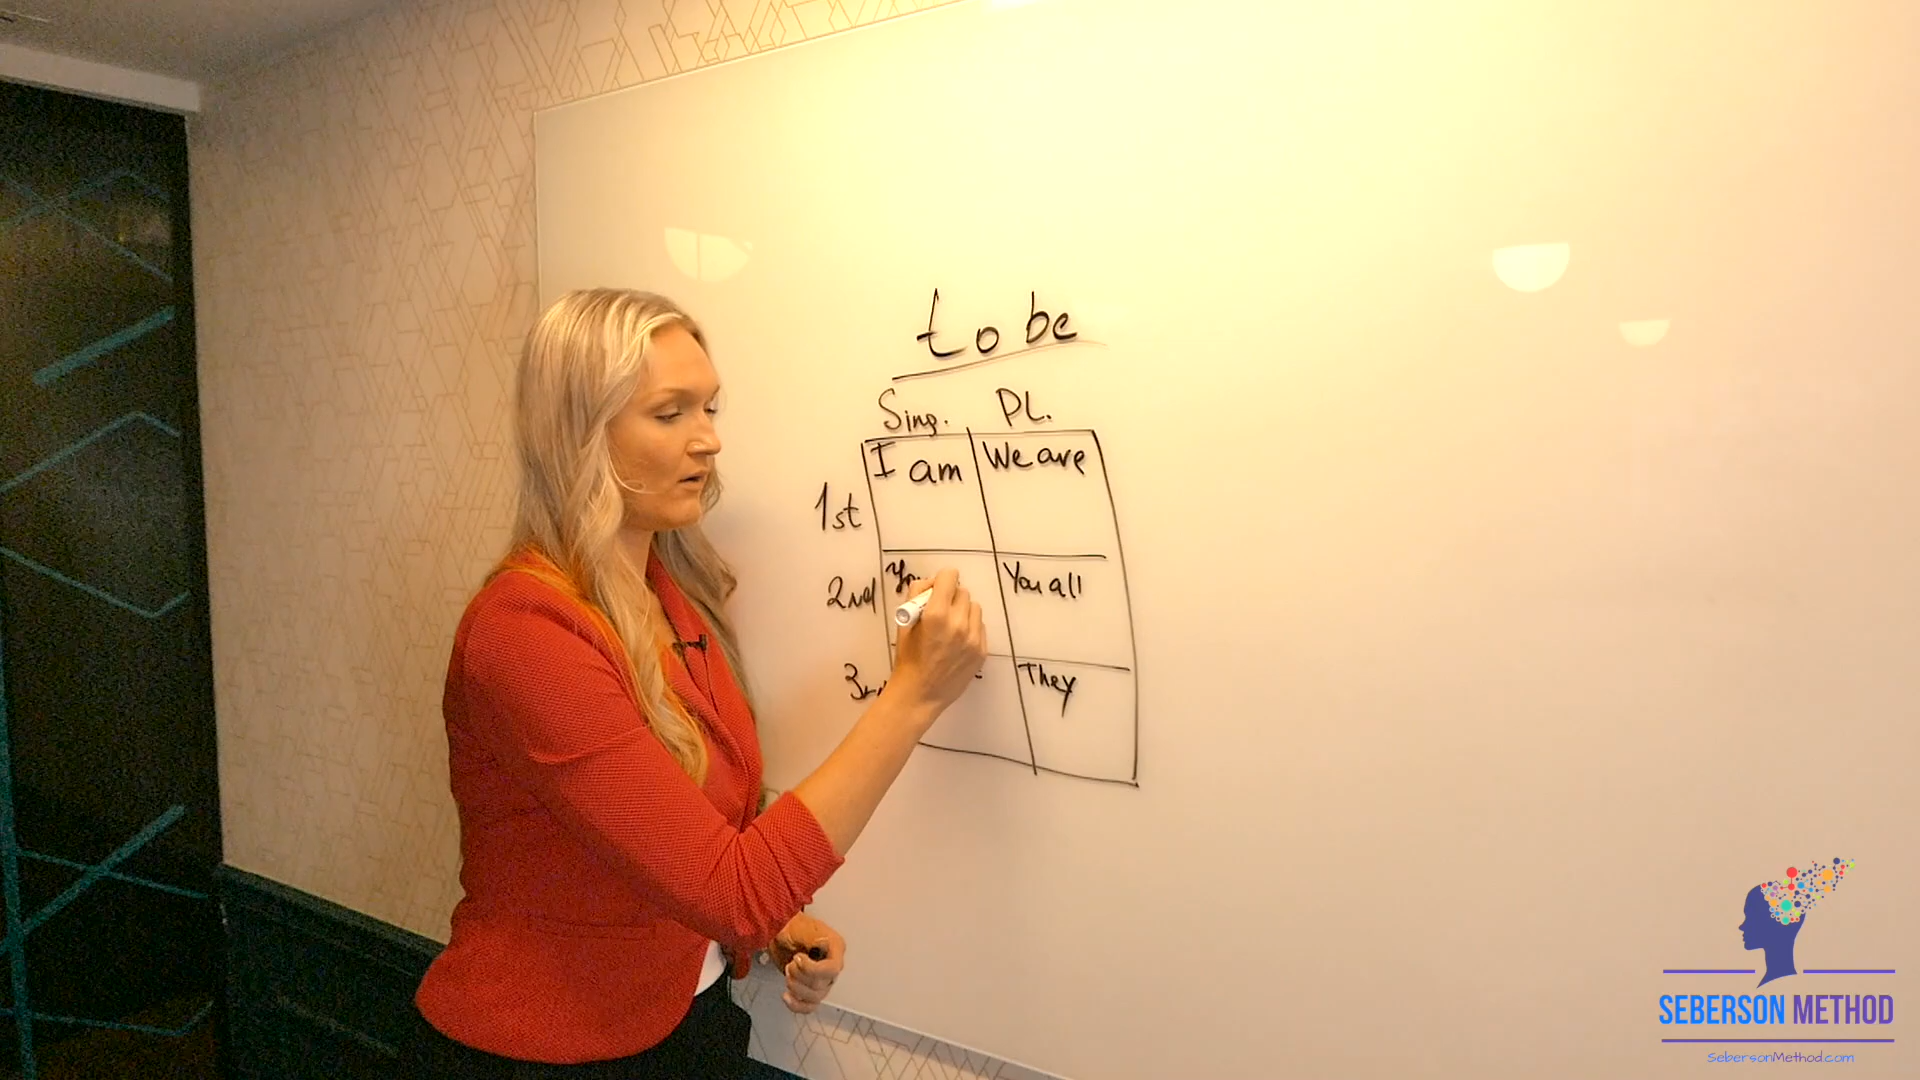 to be
Sing. PL.
1st I am We are
2nd You all
They
SEBERSON METHOD
SebersonMethod.com